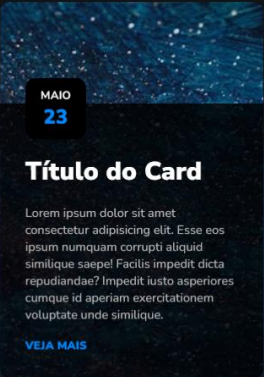 MAIO
23
Título do Card
Lorem ipsum dolor sit amet
consectetur adipisicing elit. Esse eos
ipsum numquam corrupti aliquid
similique saepe! Facilis impedit dicta
repudiandae? Impedit iusto asperiores
cumque id aperiam exercitationem
voluptate unde similique.
VEJA MAIS